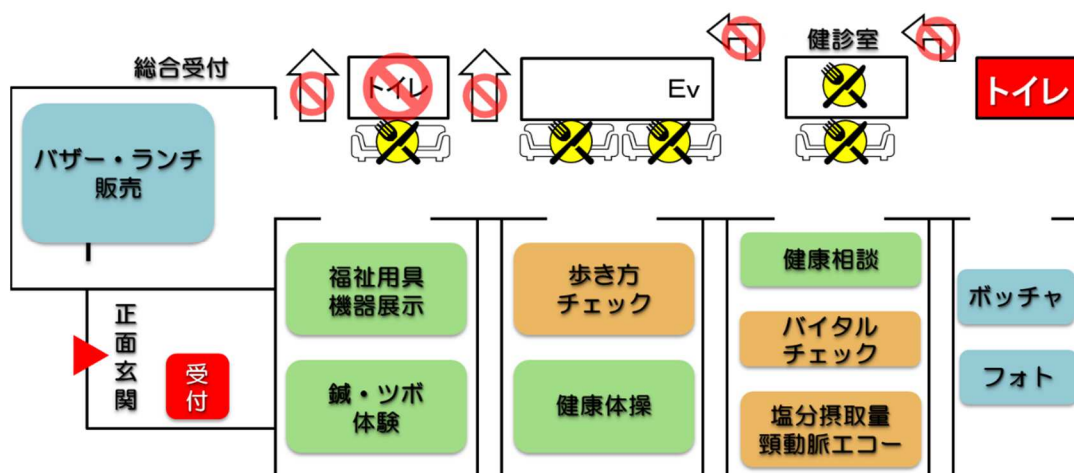 総合受付
トイレ
Ev
健診室
トイレ
バザー・ランチ
販売
福祉用具
機器展示
歩き方
チェック
健康相談
ボッチャ
正面玄関
受付
バイタル
チェック
フォト
鍼・ツボ
体験
健康体操
塩分摂取量
頸動脈エコー